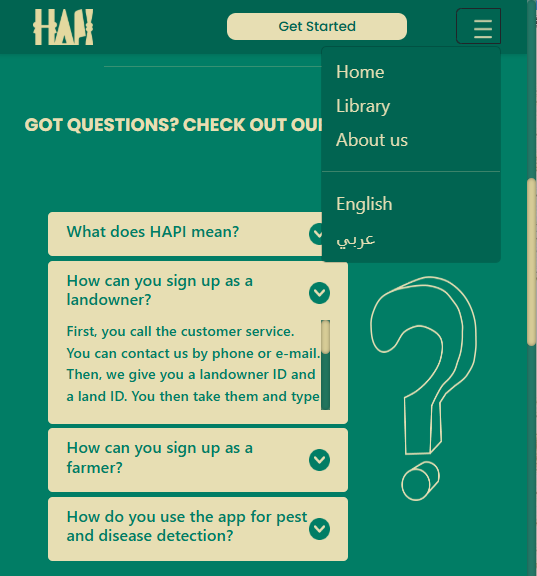 HAPI
Get Started
Home
Library
About us
GOT QUESTIONS? CHECK OUT OU
English
عربي
What does HAPI mean?
How can you sign up as a
landowner?
First, you call the customer service.
You can contact us by phone or e-mail.
Then, we give you a landowner ID and
a land ID. You then take them and type
How can you sign up as a
farmer?
How do you use the app for pest
and disease detection?